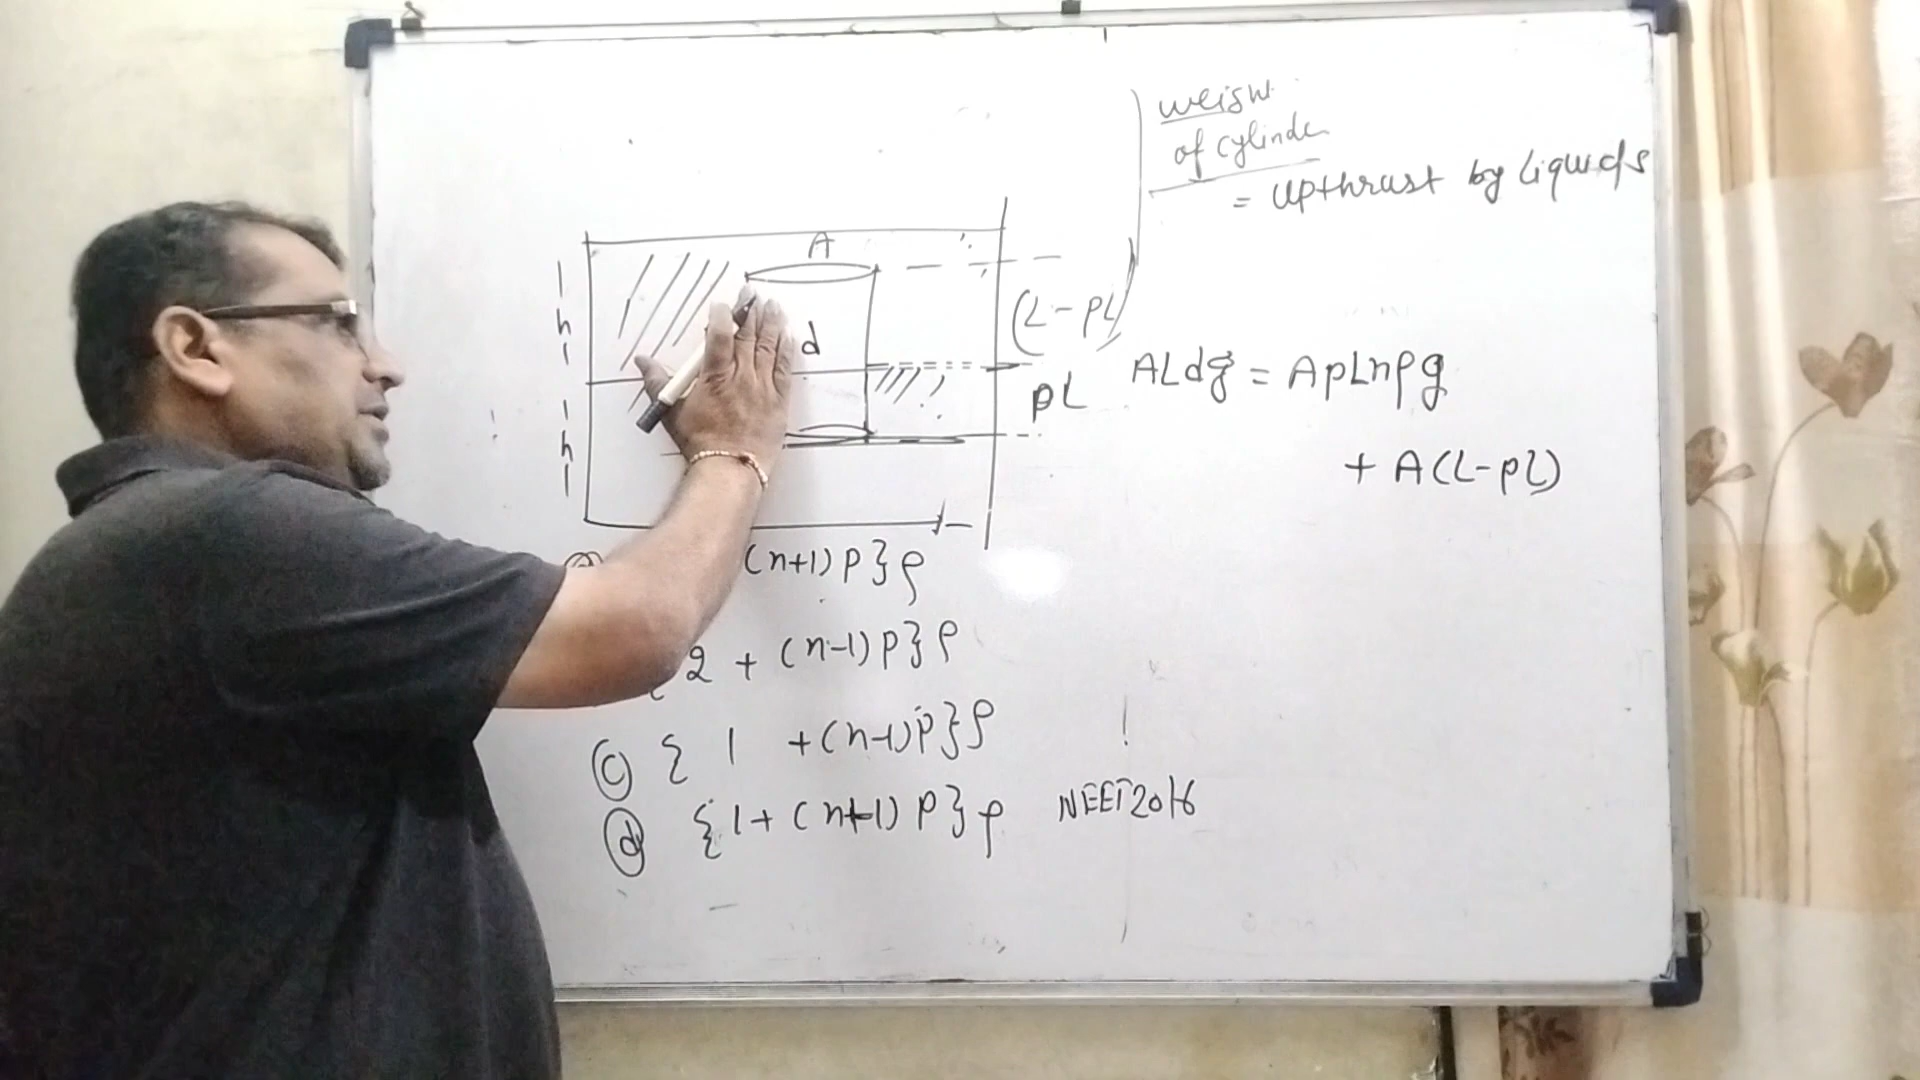 weight
of cylinder
= upthrust by Liquids
A
h
d
(L-pL)
h
pL
ALdg = ApLnρg
+ A(L-pL)
(n+1) p } ρ
{ 2 + (n-1) p } ρ
(c) { 1 + (n-1) p } ρ
(d) { 1 + (n+1) p } ρ NEET 2016